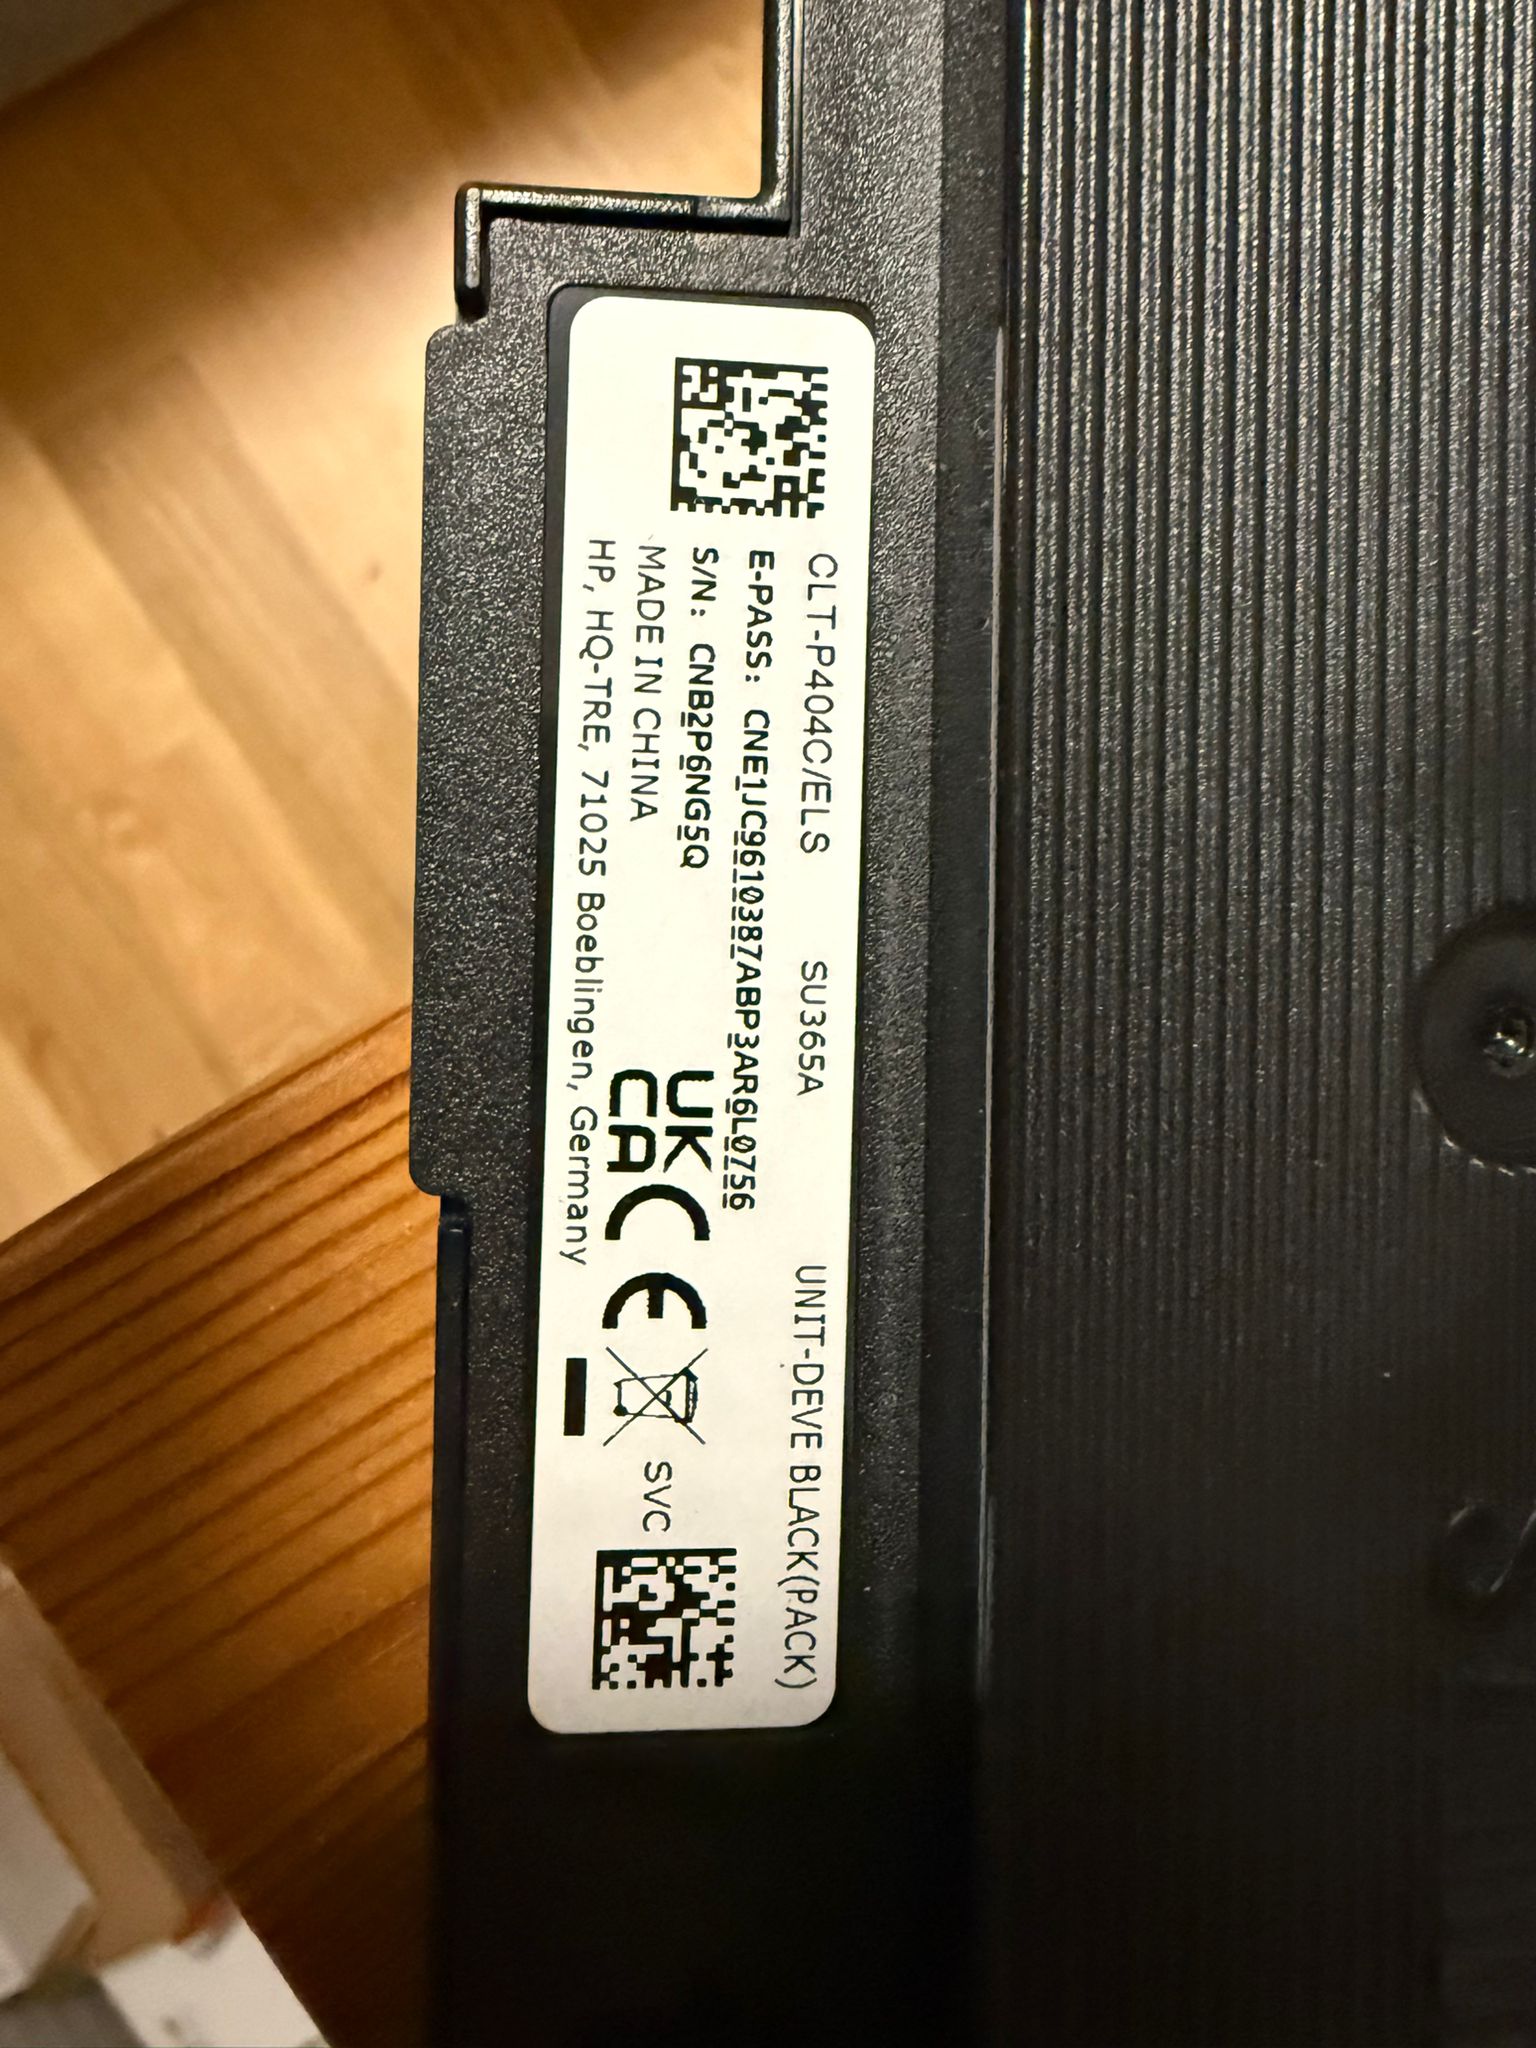 CLT-P404C/ELS SU365A UNIT-DEVE BLACK(PACK)
E-PASS: CNE1JC9610387ABP3AR6L0756
S/N: CNB2P6NG5Q
MADE IN CHINA
HP, HQ-TRE, 71025 Boeblingen, Germany
UK
CA
CE
SVC